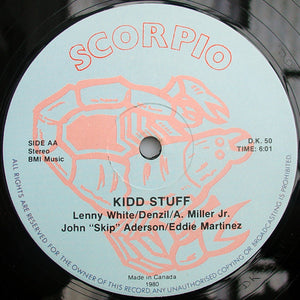 SCORPIO
SIDE AA
Stereo
BMI Music
D.K. 50
TIME: 6:01
KIDD STUFF
Lenny White/Denzil/A. Miller Jr.
John "Skip" Aderson/Eddie Martinez
Made in Canada
1980
ALL RIGHTS ARE RESERVED FOR THE OWNER OF THIS RECORD ANY UNAUTHORISED COPYING OR BROADCASTING IS PROHIBITED.